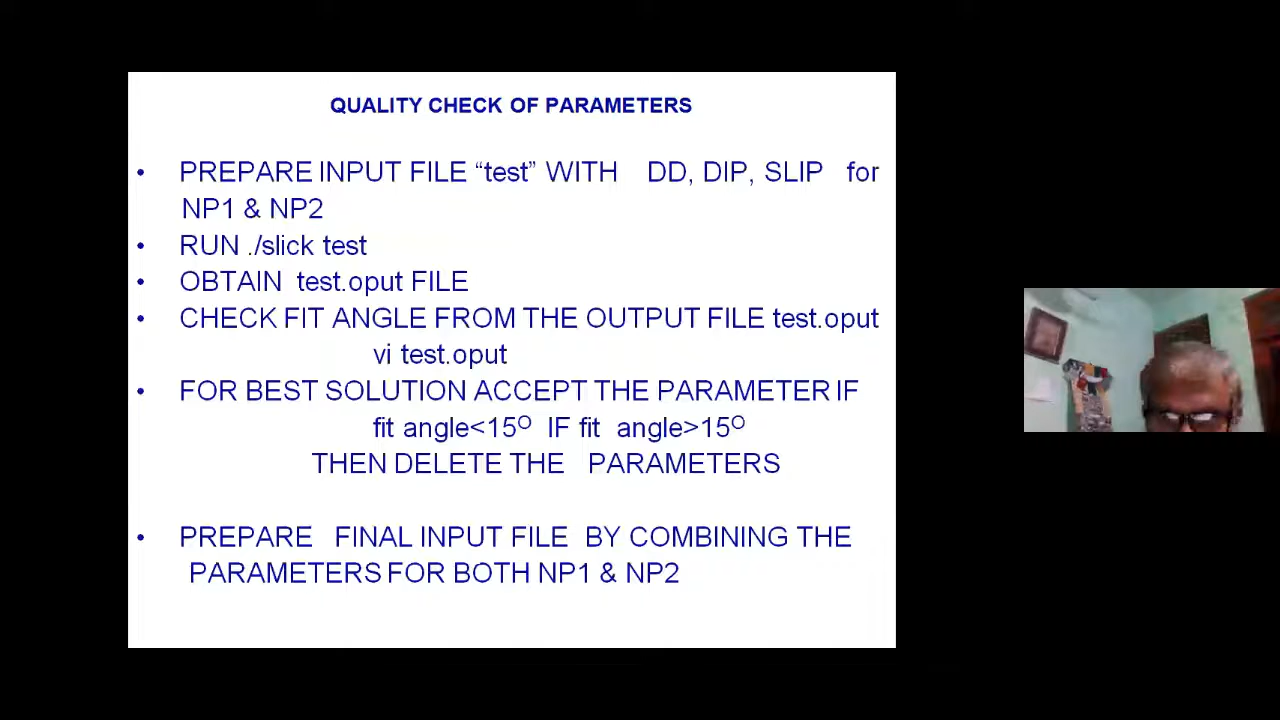 QUALITY CHECK OF PARAMETERS
• PREPARE INPUT FILE “test” WITH DD, DIP, SLIP for
NP1 & NP2
• RUN ./slick test
• OBTAIN test.oput FILE
• CHECK FIT ANGLE FROM THE OUTPUT FILE test.oput
vi test.oput
• FOR BEST SOLUTION ACCEPT THE PARAMETER IF
fit angle<15O IF fit angle>15O
THEN DELETE THE PARAMETERS
• PREPARE FINAL INPUT FILE BY COMBINING THE
PARAMETERS FOR BOTH NP1 & NP2